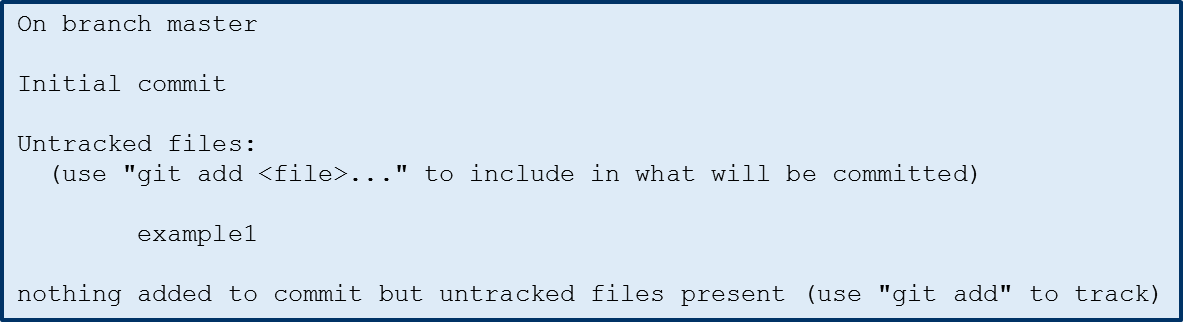 On branch master
Initial commit
Untracked files:
(use "git add <file>..." to include in what will be committed)
example1
nothing added to commit but untracked files present (use "git add" to track)